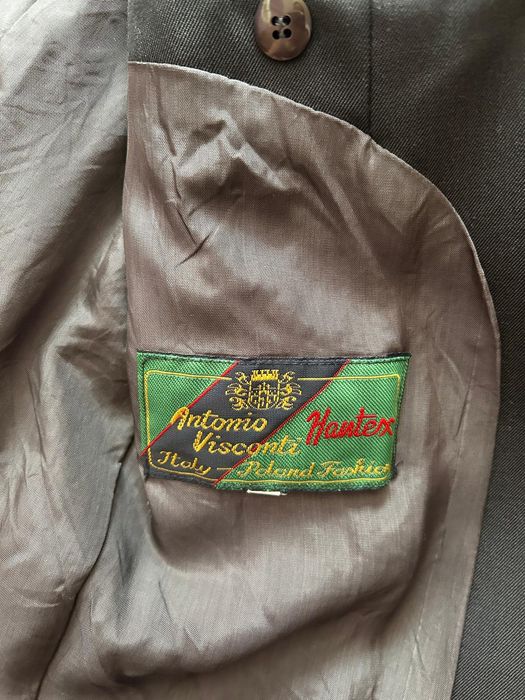 Antonio Hantex
Visconti
Italy - Poland Fashion